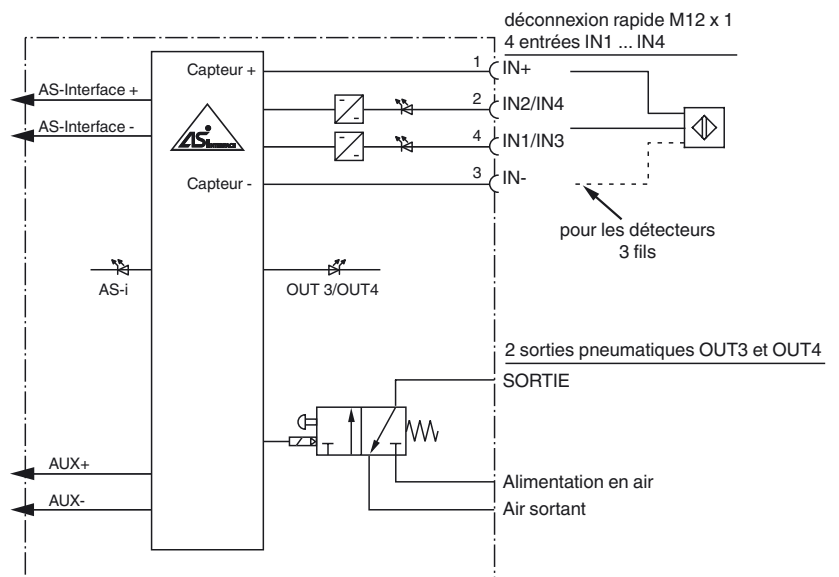 déconnexion rapide M12 x 1
4 entrées IN1 ... IN4
Capteur +
1
IN+
AS-Interface +
2
IN2/IN4
AS-Interface -
ASi
INTERFACE
4
IN1/IN3
Capteur -
3
IN-
pour les détecteurs
3 fils
AS-i
OUT 3/OUT4
2 sorties pneumatiques OUT3 et OUT4
SORTIE
AUX+
Alimentation en air
AUX-
Air sortant